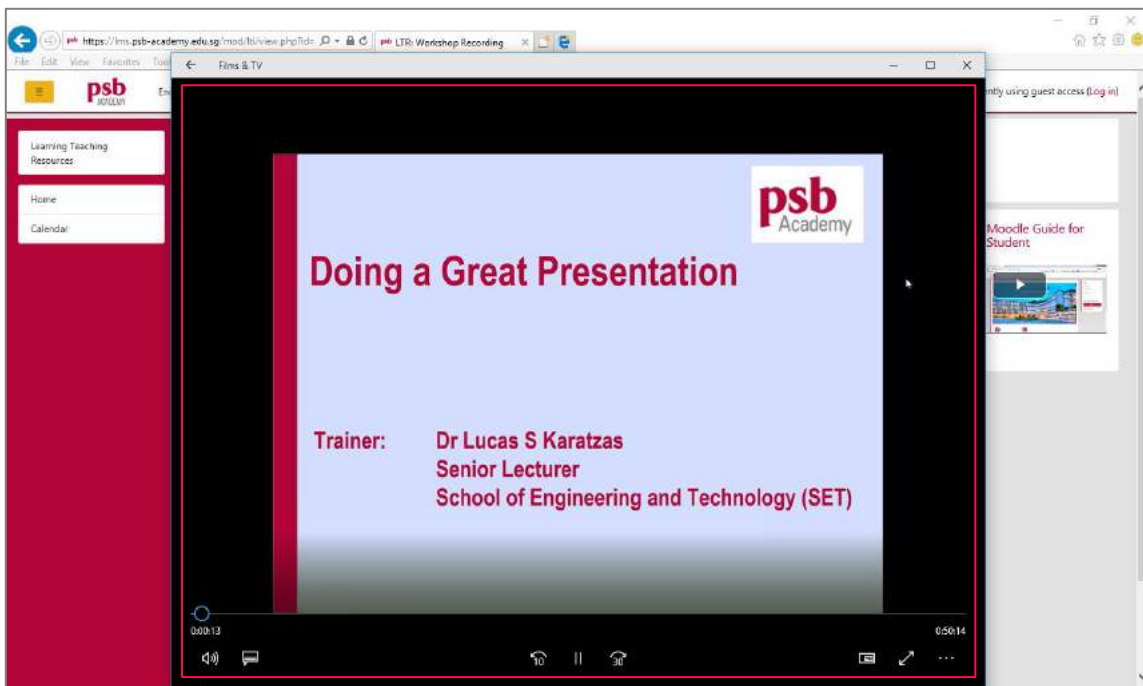 https://lms.psb-academy.edu.sg/mod/lti/view.php?id=
LTR: Workshop Recording
File Edit View Favorites
Films & TV
psb
ACADEMY
ntly using guest access (Log in)
Learning Teaching
Resources
Home
Calendar
psb
Academy
Doing a Great Presentation
Trainer: Dr Lucas S Karatzas
Senior Lecturer
School of Engineering and Technology (SET)
Moodle Guide for
Student
0:00:13
0:50:14
10
30